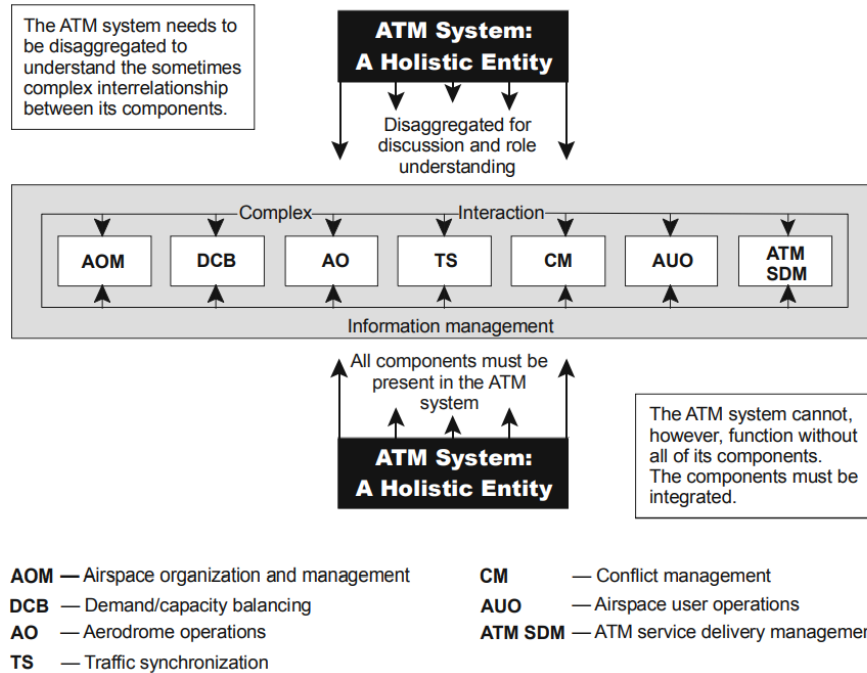 The ATM system needs to
be disaggregated to
understand the sometimes
complex interrelationship
between its components.
ATM System:
A Holistic Entity
Disaggregated for
discussion and role
understanding
Complex
Interaction
AOM
DCB
AO
TS
CM
AUO
ATM
SDM
Information management
All components must be
present in the ATM
system
ATM System:
A Holistic Entity
The ATM system cannot,
however, function without
all of its components.
The components must be
integrated.
AOM — Airspace organization and management
DCB — Demand/capacity balancing
AO — Aerodrome operations
TS — Traffic synchronization
CM — Conflict management
AUO — Airspace user operations
ATM SDM — ATM service delivery management